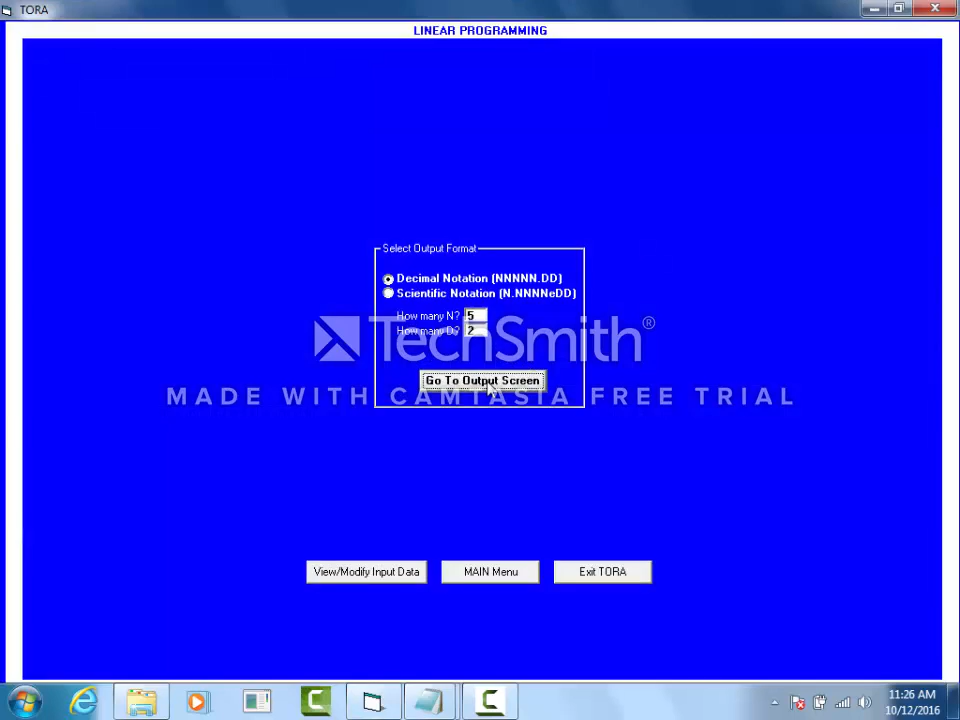 TORA
LINEAR PROGRAMMING
Select Output Format
Decimal Notation (NNNNN.DD)
Scientific Notation (N.NNNNeDD)
How many N? 5
How many D? 2
TechSmith®
Go To Output Screen
MADE WITH CAMTASIA FREE TRIAL
View/Modify Input Data MAIN Menu Exit TORA
11:26 AM
10/12/2016